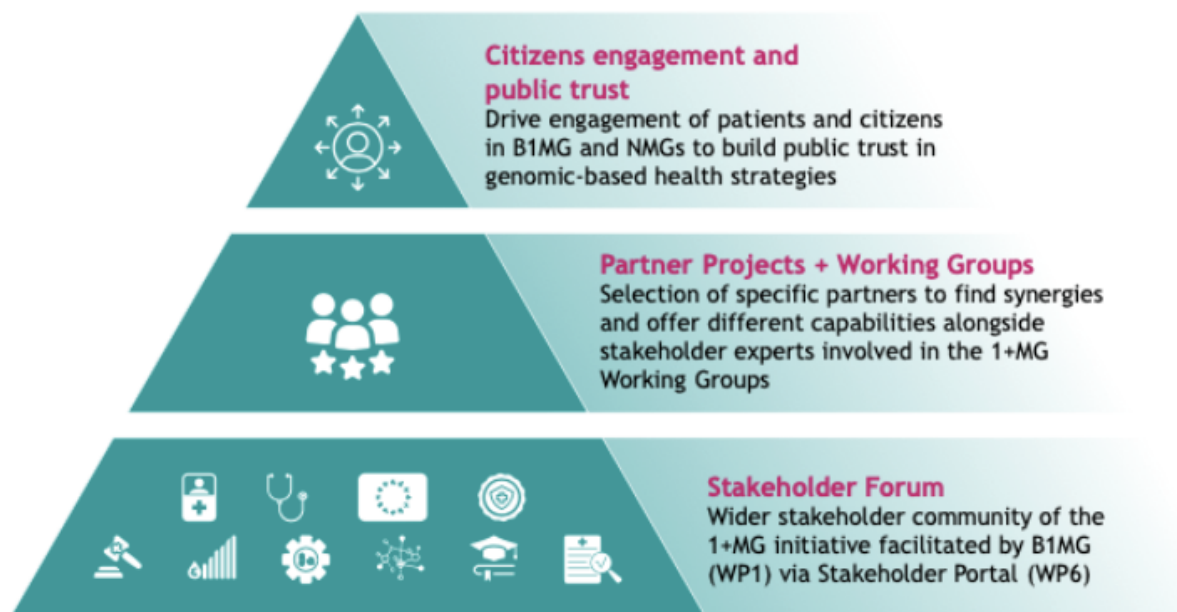 Citizens engagement and
public trust
Drive engagement of patients and citizens
in B1MG and NMGs to build public trust in
genomic-based health strategies
Partner Projects + Working Groups
Selection of specific partners to find synergies
and offer different capabilities alongside
stakeholder experts involved in the 1+MG
Working Groups
Stakeholder Forum
Wider stakeholder community of the
1+MG initiative facilitated by B1MG
(WP1) via Stakeholder Portal (WP6)